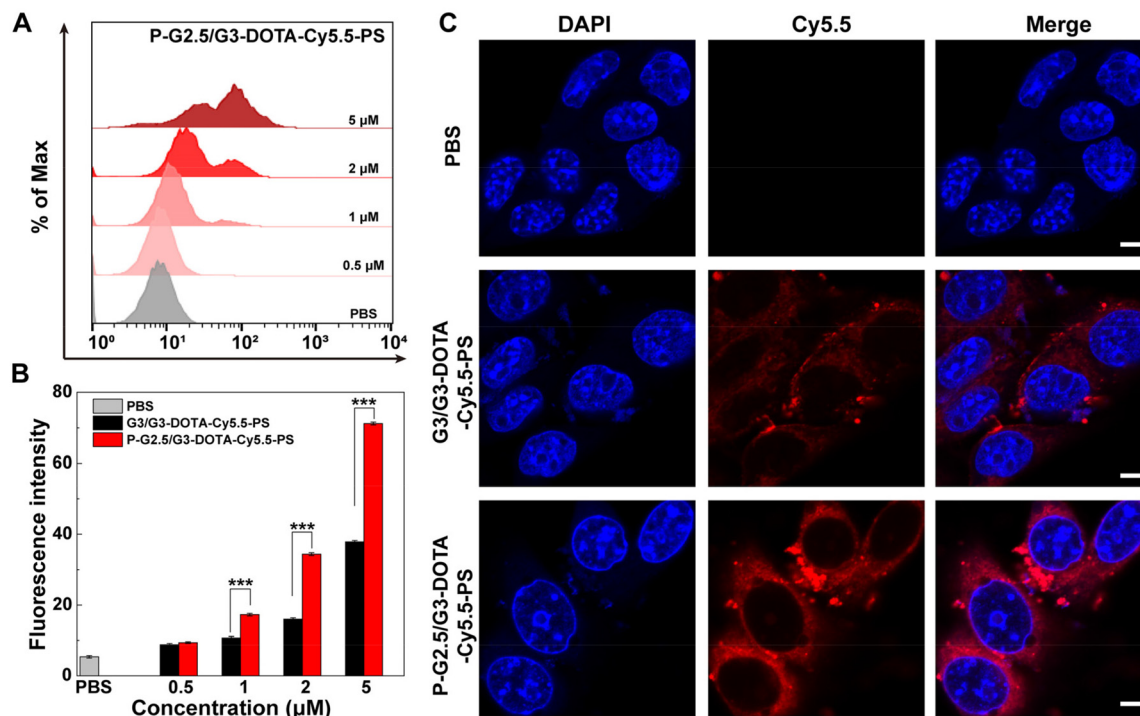 A
P-G2.5/G3-DOTA-Cy5.5-PS
% of Max
5 µM
2 µM
1 µM
0.5 µM
PBS
10⁰ 10¹ 10² 10³ 10⁴
B
Fluorescence intensity
80
60
40
20
0
PBS
G3/G3-DOTA-Cy5.5-PS
P-G2.5/G3-DOTA-Cy5.5-PS
***
***
***
PBS 0.5 1 2 5
Concentration (µM)
C
DAPI Cy5.5 Merge
PBS
G3/G3-DOTA
-Cy5.5-PS
P-G2.5/G3-DOTA
-Cy5.5-PS